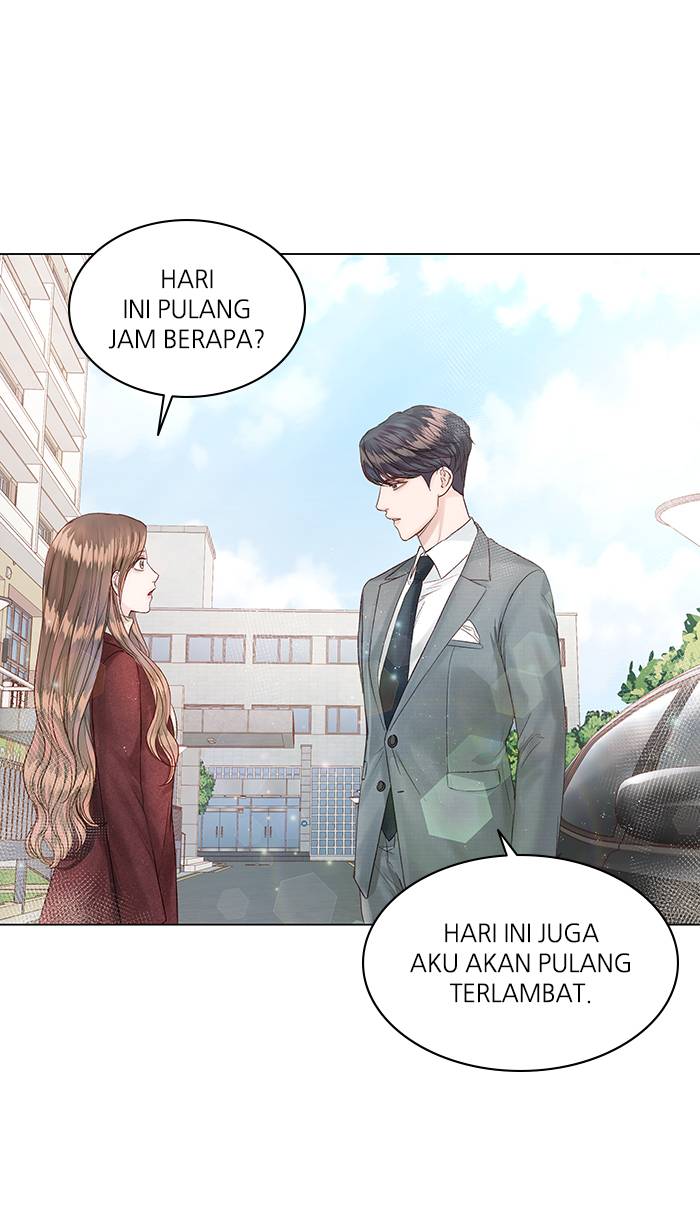 HARI
INI PULANG
JAM BERAPA?
HARI INI JUGA
AKU AKAN PULANG
TERLAMBAT.